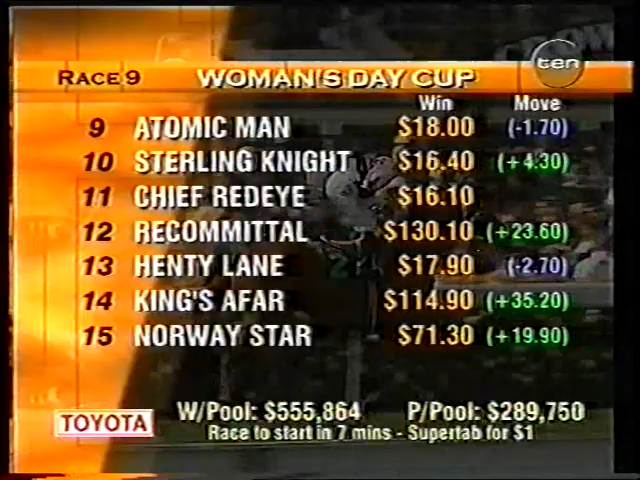 RACE 9 WOMAN'S DAY CUP ten
Win Move
9 ATOMIC MAN $18.00 (-1.70)
10 STERLING KNIGHT $16.40 (+4.30)
11 CHIEF REDEYE $16.10
12 RECOMMITTAL $130.10 (+23.60)
13 HENTY LANE $17.90 (-2.70)
14 KING'S AFAR $114.90 (+35.20)
15 NORWAY STAR $71.30 (+19.90)
W/Pool: $555,864 P/Pool: $289,750
TOYOTA
Race to start in 7 mins - Supertab for $1